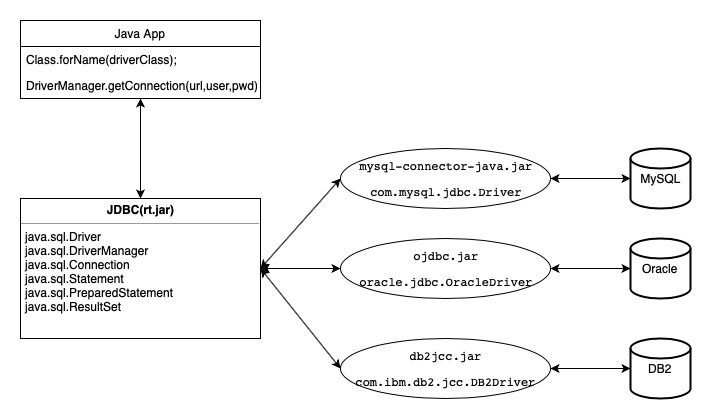 Java App
Class.forName(driverClass);
DriverManager.getConnection(url,user,pwd)
JDBC(rt.jar)
java.sql.Driver
java.sql.DriverManager
java.sql.Connection
java.sql.Statement
java.sql.PreparedStatement
java.sql.ResultSet
mysql-connector-java.jar
com.mysql.jdbc.Driver
MySQL
ojdbc.jar
oracle.jdbc.OracleDriver
Oracle
db2jcc.jar
com.ibm.db2.jcc.DB2Driver
DB2